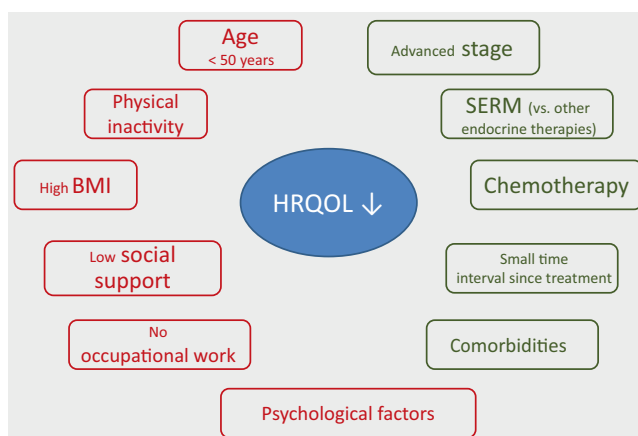 Age
< 50 years
Advanced stage
Physical
inactivity
SERM (vs. other
endocrine therapies)
High BMI
HRQOL ↓
Chemotherapy
Low social
support
Small time
interval since treatment
No
occupational work
Comorbidities
Psychological factors